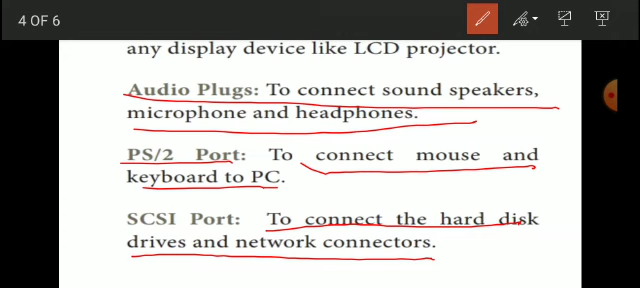 4 OF 6
any display device like LCD projector.
Audio Plugs: To connect sound speakers,
microphone and headphones.
PS/2 Port: To connect mouse and
keyboard to PC.
SCSI Port: To connect the hard disk
drives and network connectors.